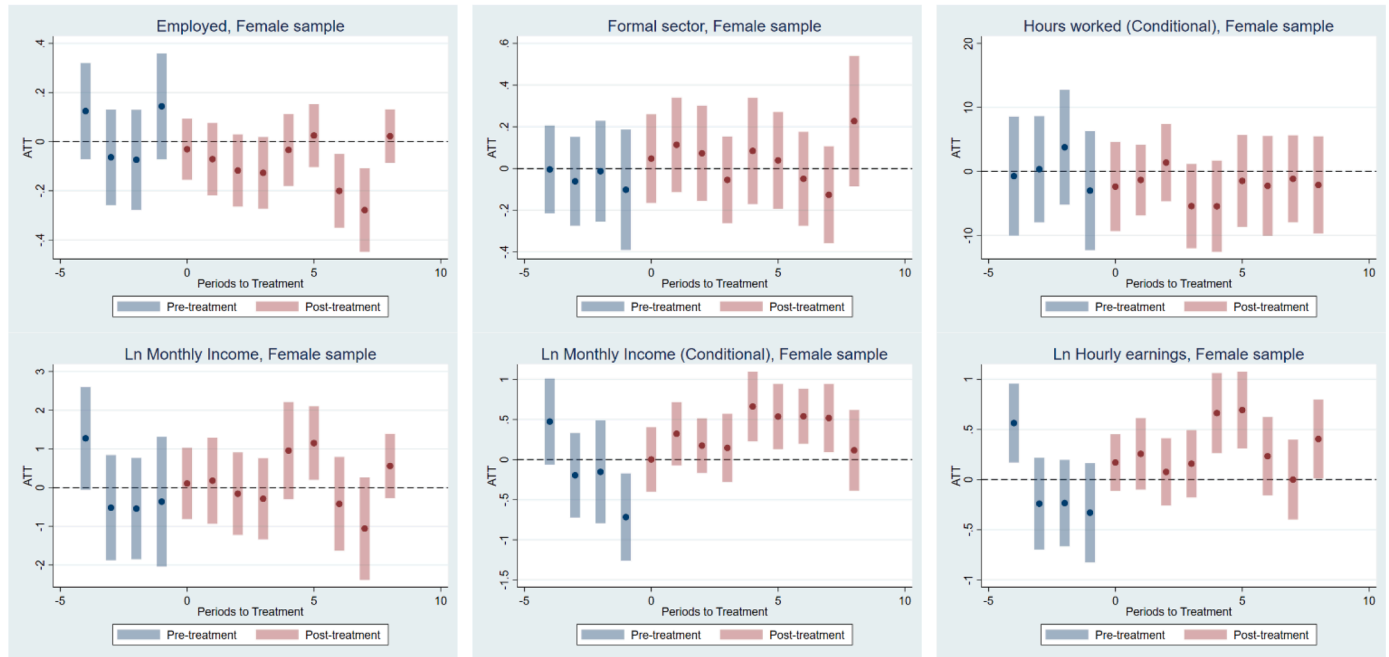 Employed, Female sample
.4
.2
0
-.2
-.4
ATT
-5
0
5
10
Periods to Treatment
Pre-treatment
Post-treatment
Formal sector, Female sample
.6
.4
.2
0
-.2
-.4
ATT
-5
0
5
10
Periods to Treatment
Pre-treatment
Post-treatment
Hours worked (Conditional), Female sample
20
10
0
-10
ATT
-5
0
5
10
Periods to Treatment
Pre-treatment
Post-treatment
Ln Monthly Income, Female sample
3
2
1
0
-1
-2
ATT
-5
0
5
10
Periods to Treatment
Pre-treatment
Post-treatment
Ln Monthly Income (Conditional), Female sample
1
.5
0
-.5
-1
-1.5
ATT
-5
0
5
10
Periods to Treatment
Pre-treatment
Post-treatment
Ln Hourly earnings, Female sample
1
.5
0
-.5
-1
ATT
-5
0
5
10
Periods to Treatment
Pre-treatment
Post-treatment